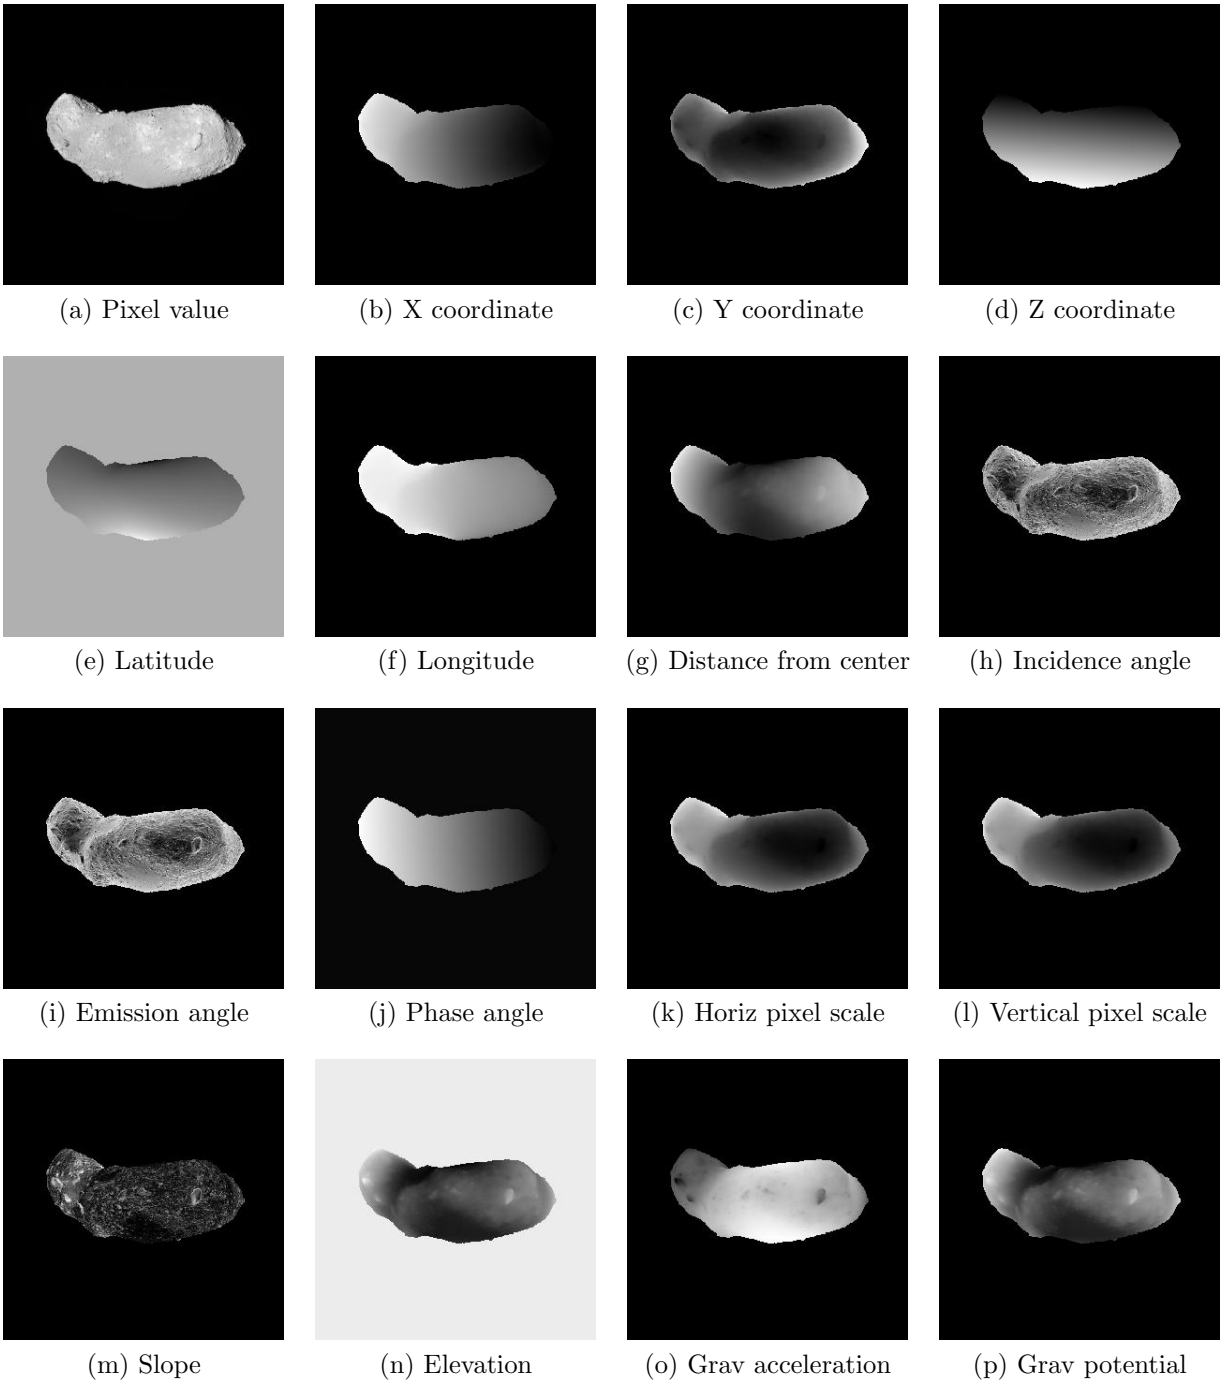 (a) Pixel value
(b) X coordinate
(c) Y coordinate
(d) Z coordinate
(e) Latitude
(f) Longitude
(g) Distance from center
(h) Incidence angle
(i) Emission angle
(j) Phase angle
(k) Horiz pixel scale
(l) Vertical pixel scale
(m) Slope
(n) Elevation
(o) Grav acceleration
(p) Grav potential